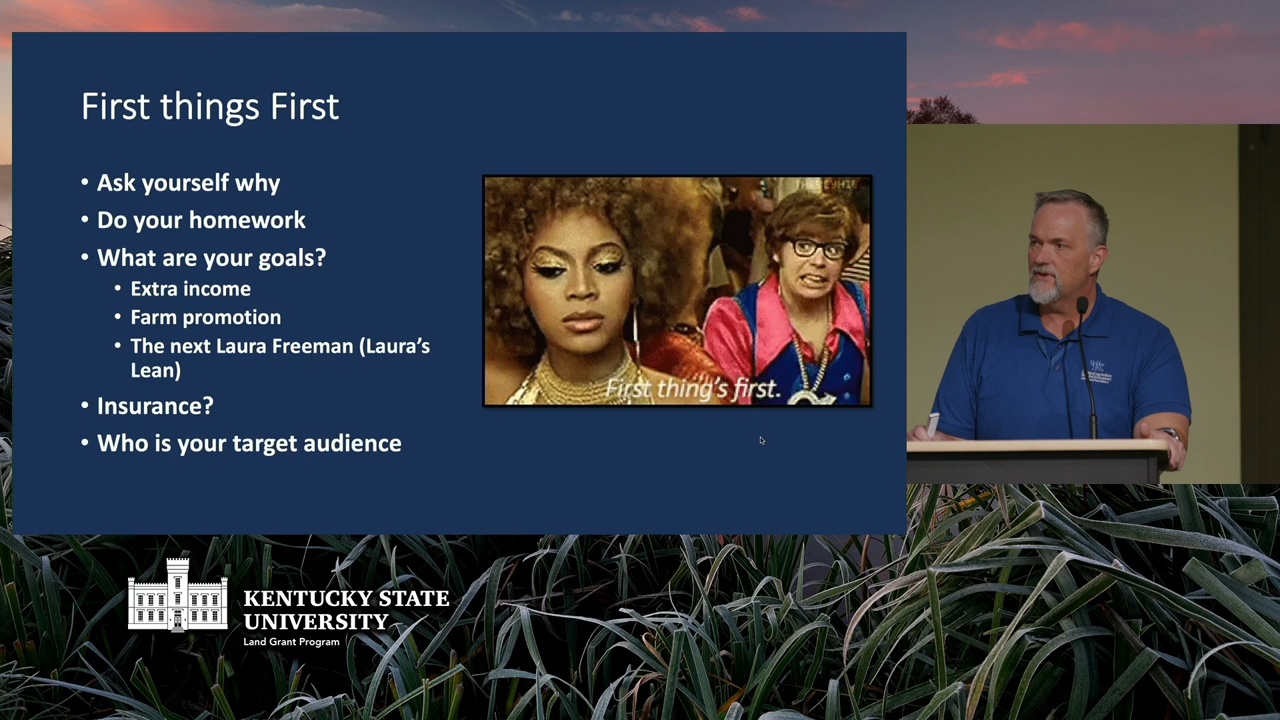 First things First
• Ask yourself why
• Do your homework
• What are your goals?
• Extra income
• Farm promotion
• The next Laura Freeman (Laura's
Lean)
• Insurance?
• Who is your target audience
First thing's first.
KENTUCKY STATE
UNIVERSITY
Land Grant Program